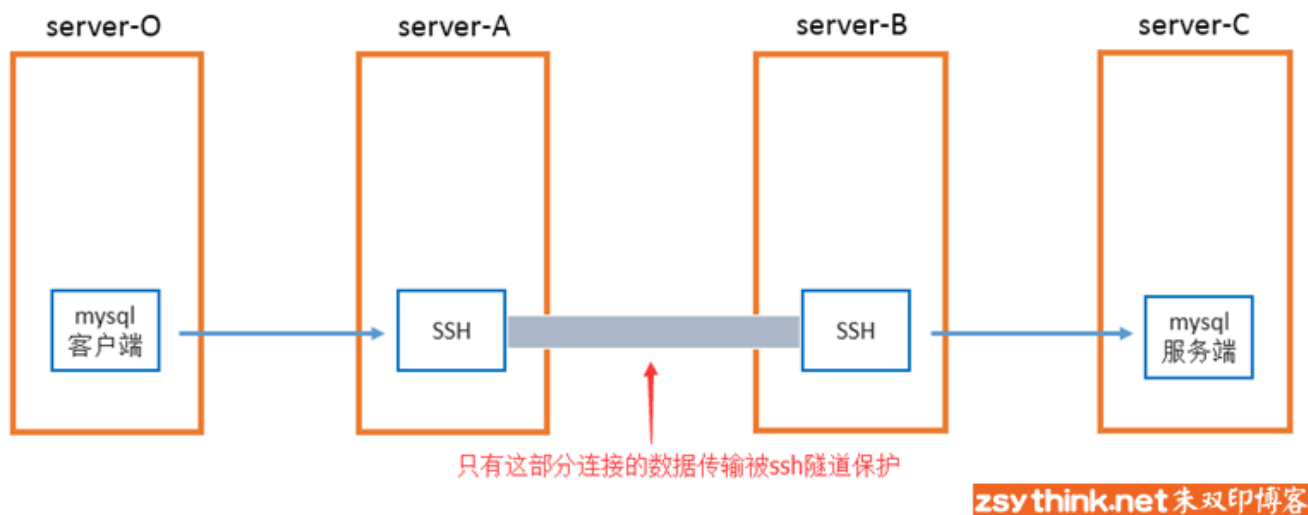 server-O
server-A
server-B
server-C
mysql
客户端
SSH
SSH
mysql
服务端
只有这部分连接的数据传输被ssh隧道保护
zsythink.net朱双印博客